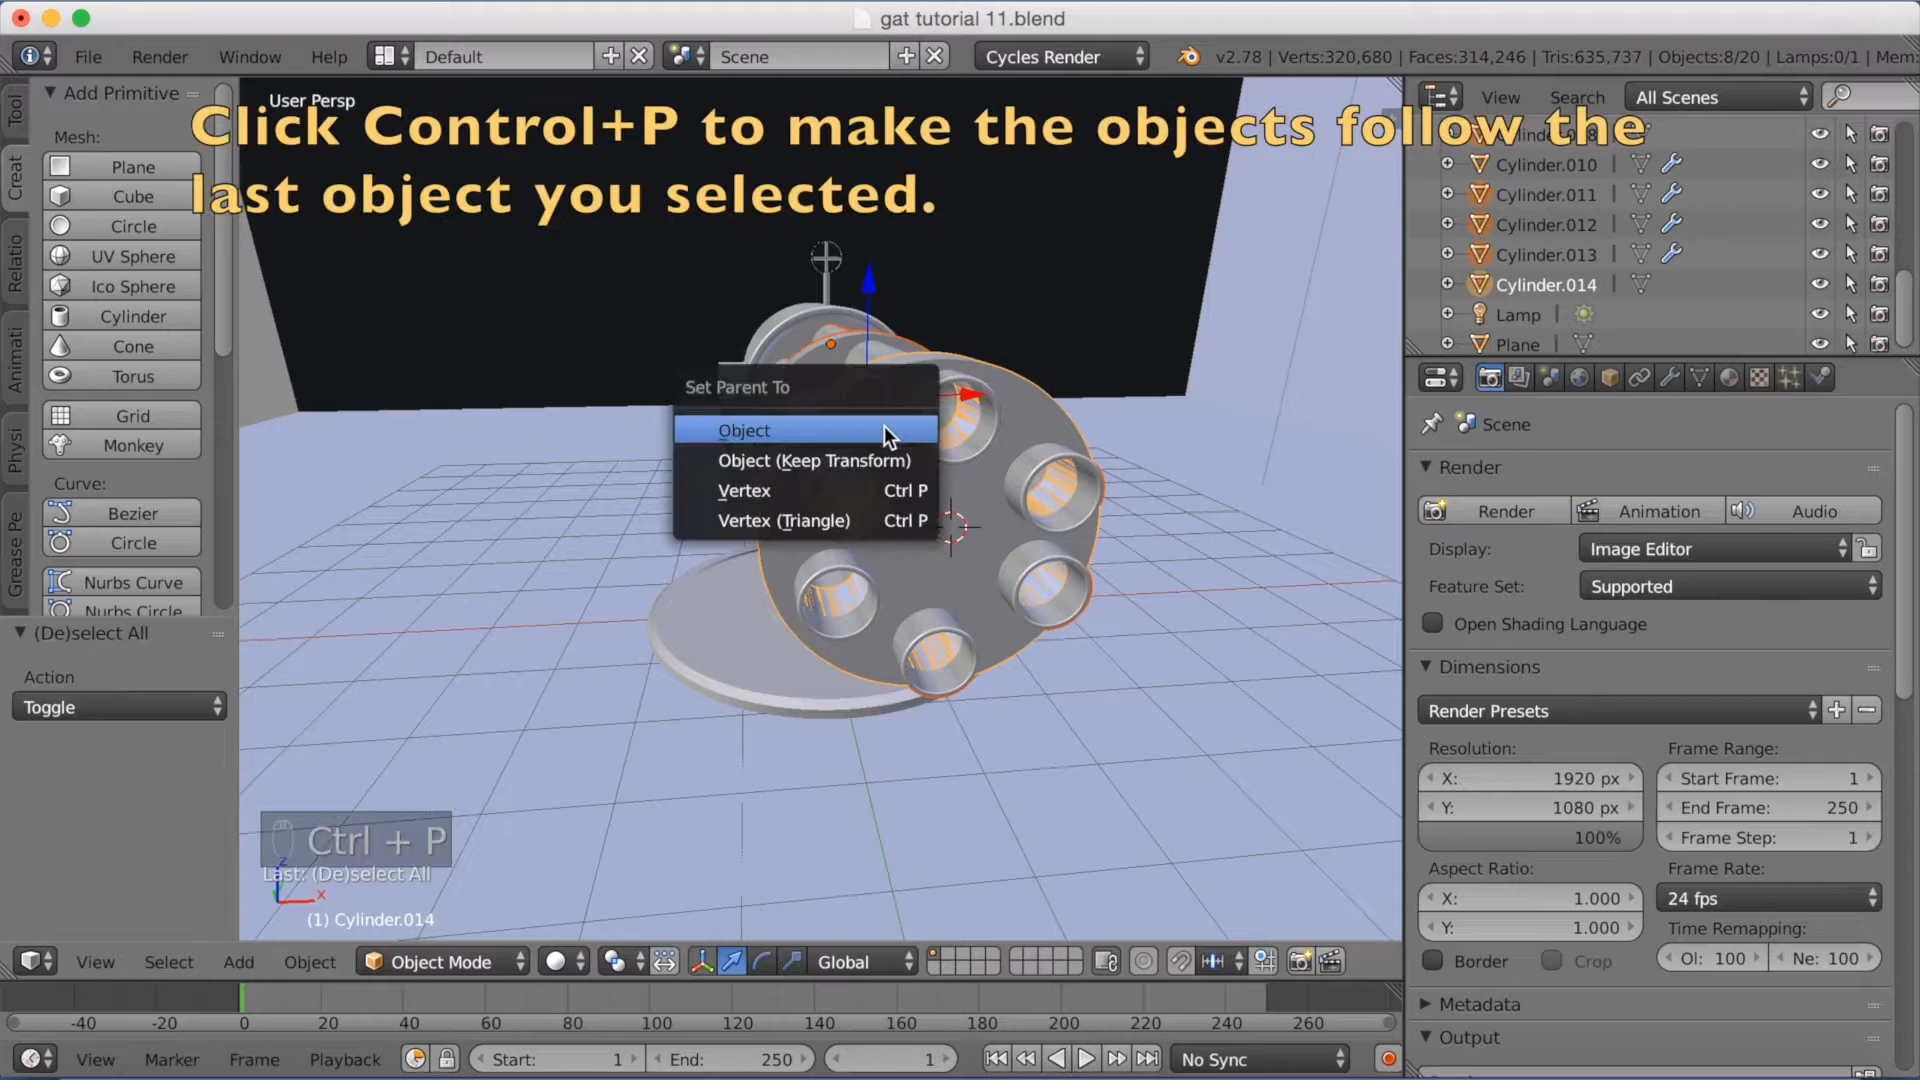 gat tutorial 11.blend
File Render Window Help Default Scene Cycles Render v2.78 | Verts:320,680 | Faces:314,246 | Tris:635,737 | Objects:8/20 | Lamps:0/1 | Mem:
Add Primitive
User Persp
View Search All Scenes
Click Control+P to make the objects follow the
last object you selected.
Mesh:
Plane
Cube
Circle
UV Sphere
Ico Sphere
Cylinder
Cone
Torus
Grid
Monkey
Curve:
Bezier
Circle
Nurbs Curve
Nurbs Circle
Tool
Creat
Relatio
Animati
Physi
Grease Pe
(De)select All
Action
Toggle
Set Parent To
Object
Object (Keep Transform)
Vertex Ctrl P
Vertex (Triangle) Ctrl P
Ctrl + P
Last: (De)select All
z
x
(1) Cylinder.014
Cylinder.010
Cylinder.011
Cylinder.012
Cylinder.013
Cylinder.014
Lamp
Plane
Scene
Render
Render Animation Audio
Display: Image Editor
Feature Set: Supported
Open Shading Language
Dimensions
Render Presets
Resolution: Frame Range:
X: 1920 px Start Frame: 1
Y: 1080 px End Frame: 250
100% Frame Step: 1
Aspect Ratio: Frame Rate:
X: 1.000 24 fps
Y: 1.000 Time Remapping:
Border Crop Ol: 100 Ne: 100
Metadata
Output
View Select Add Object Object Mode Global
-40 -20 0 20 40 60 80 100 120 140 160 180 200 220 240 260
View Marker Frame Playback Start: 1 End: 250 1 No Sync